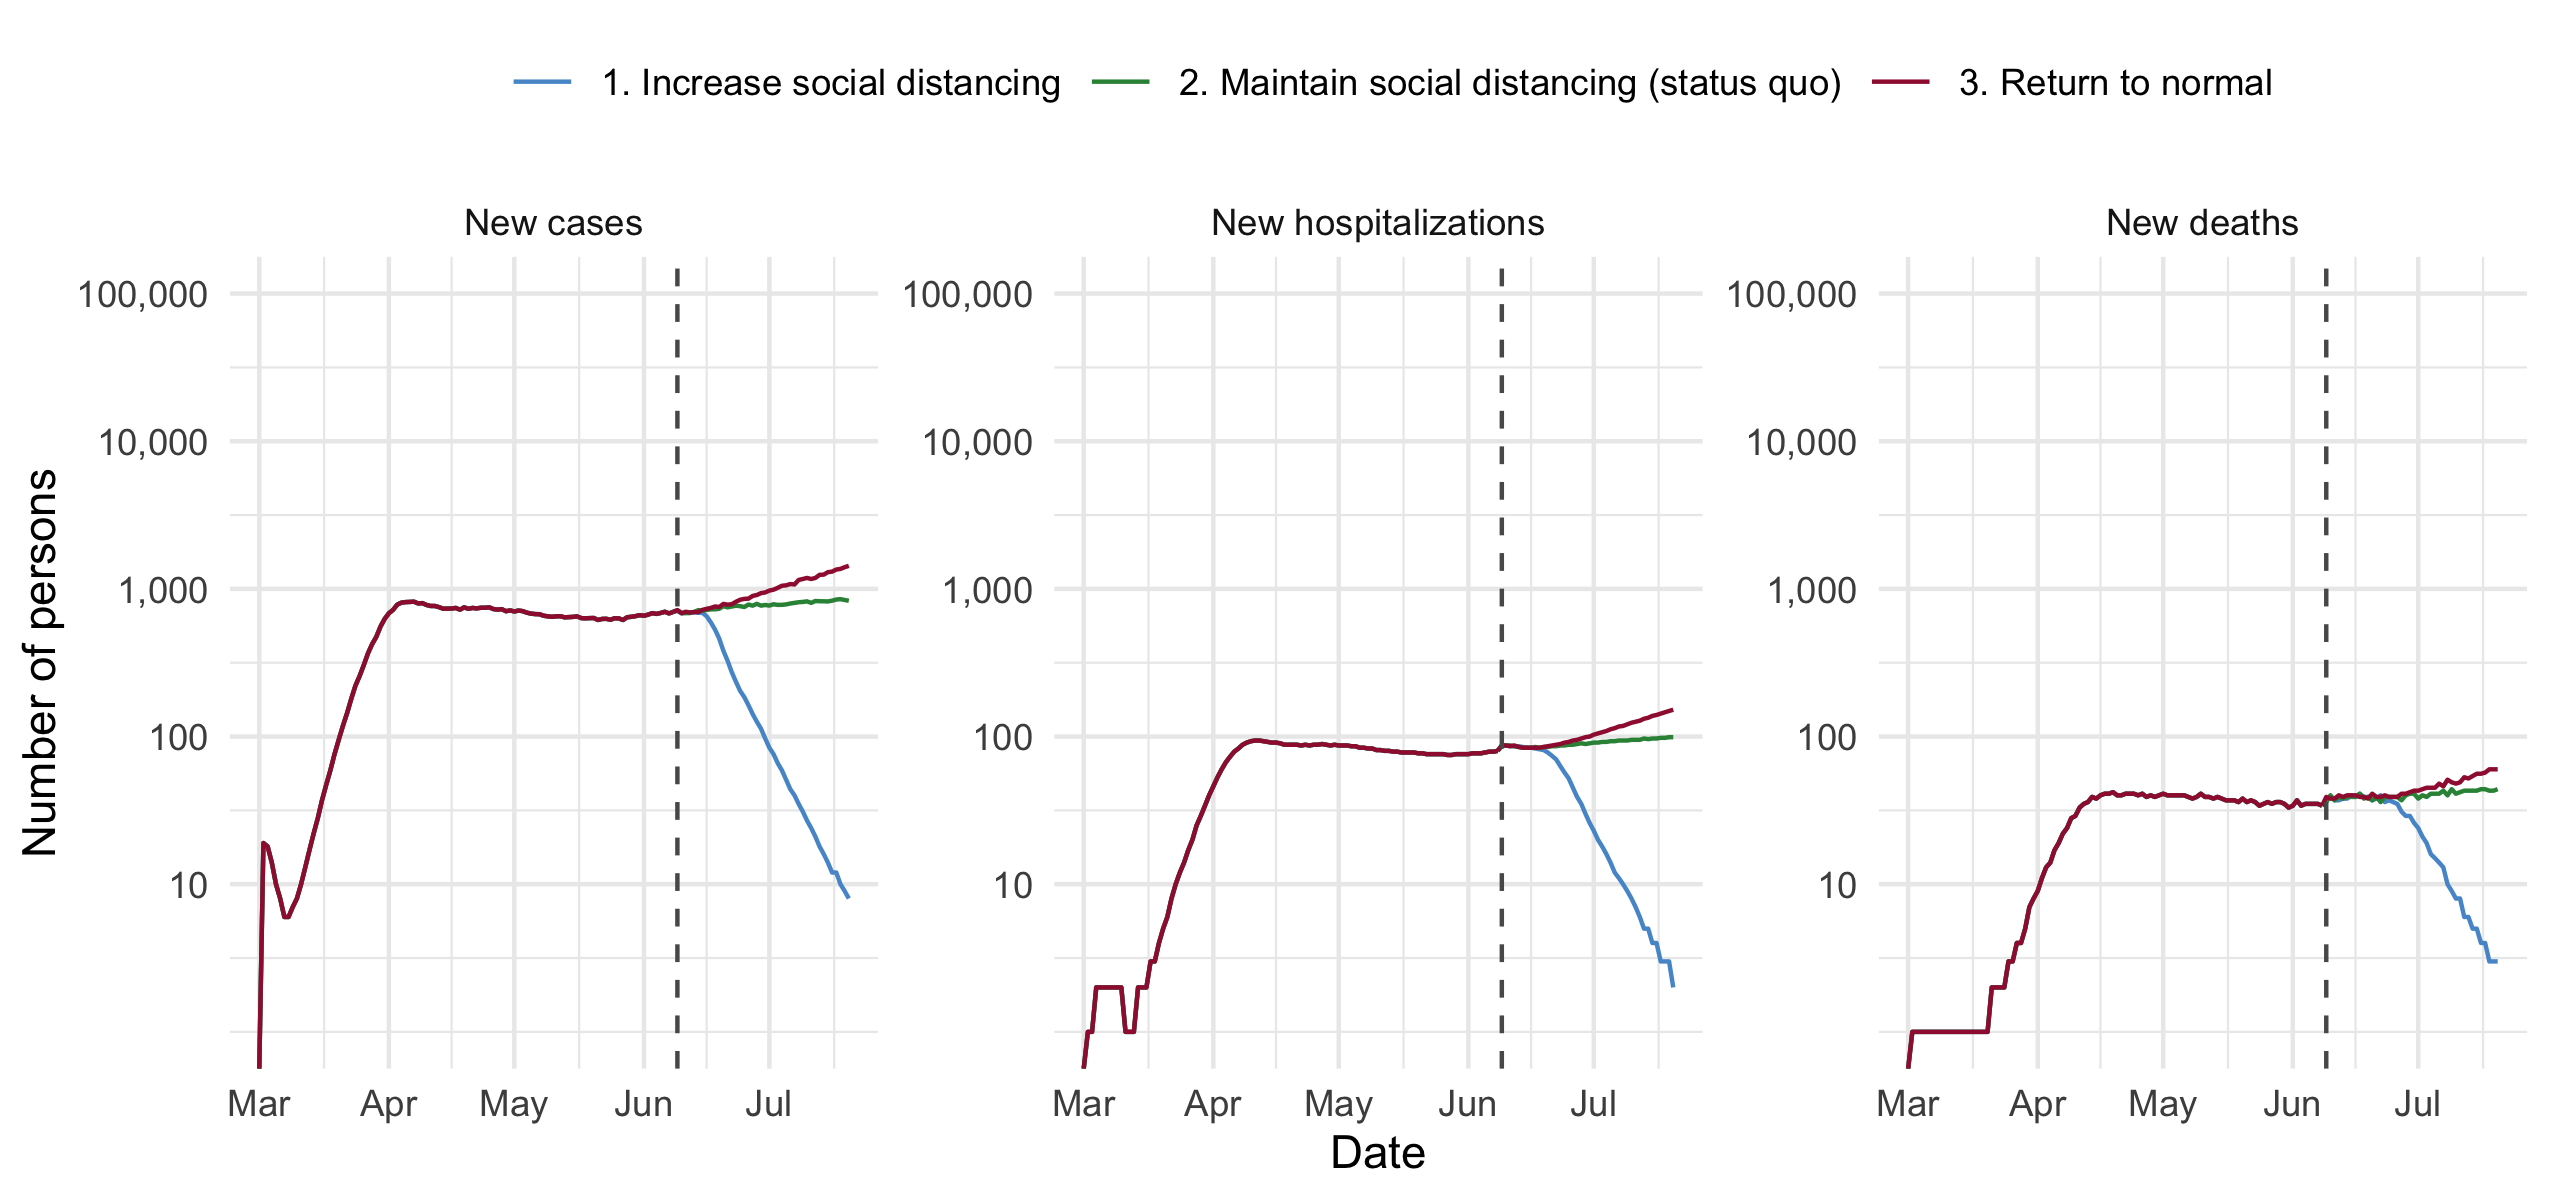 1. Increase social distancing 2. Maintain social distancing (status quo) 3. Return to normal
New cases New hospitalizations New deaths
Number of persons
100,000 100,000 100,000
10,000 10,000 10,000
1,000 1,000 1,000
100 100 100
10 10 10
Mar Apr May Jun Jul Mar Apr May Jun Jul Mar Apr May Jun Jul
Date